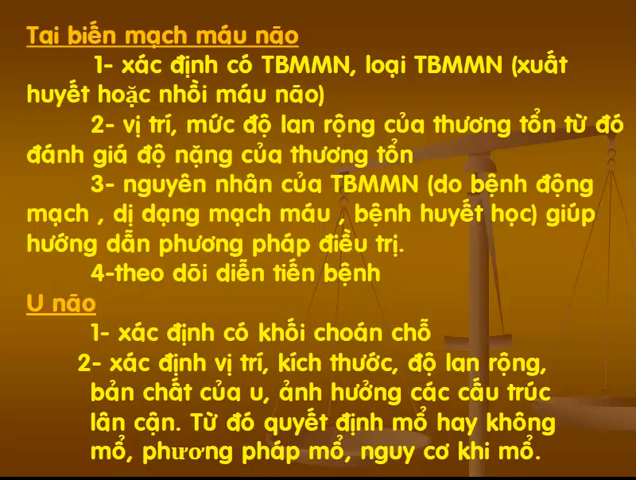 Tai biến mạch máu não
1- xác định có TBMMN, loại TBMMN (xuất
huyết hoặc nhồi máu não)
2- vị trí, mức độ lan rộng của thương tổn từ đó
đánh giá độ nặng của thương tổn
3- nguyên nhân của TBMMN (do bệnh động
mạch , dị dạng mạch máu , bệnh huyết học) giúp
hướng dẫn phương pháp điều trị.
4-theo dõi diễn tiến bệnh
U não
1- xác định có khối choán chỗ
2- xác định vị trí, kích thước, độ lan rộng,
bản chất của u, ảnh hưởng các cấu trúc
lân cận. Từ đó quyết định mổ hay không
mổ, phương pháp mổ, nguy cơ khi mổ.